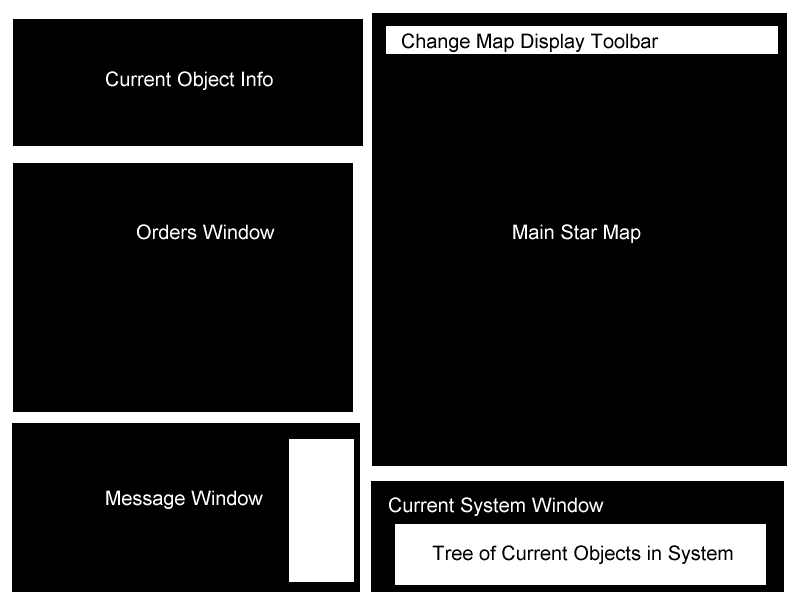 Current Object Info
Orders Window
Message Window
Change Map Display Toolbar
Main Star Map
Current System Window
Tree of Current Objects in System